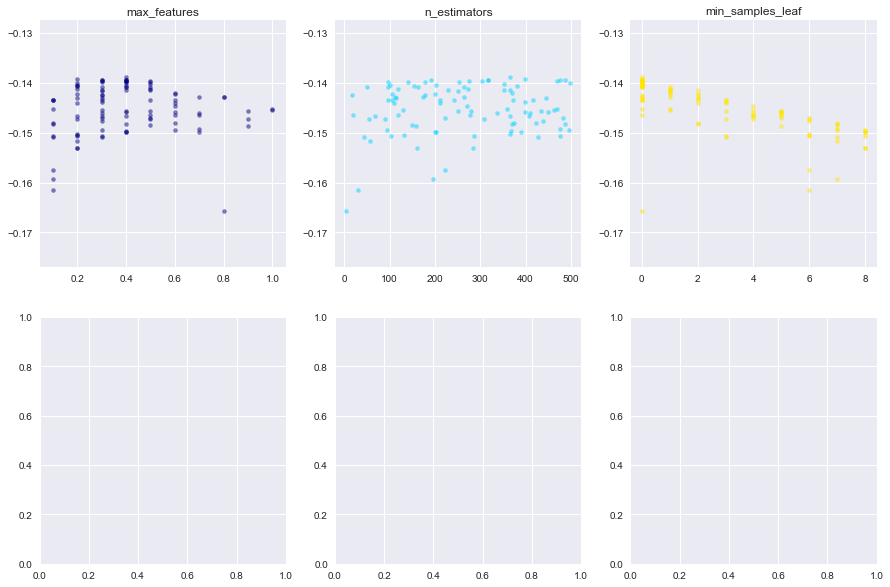 max_features n_estimators min_samples_leaf
−0.13 −0.13 −0.13
−0.14 −0.14 −0.14
−0.15 −0.15 −0.15
−0.16 −0.16 −0.16
−0.17 −0.17 −0.17
0.2 0.4 0.6 0.8 1.0 0 100 200 300 400 500 0 2 4 6 8
1.0 1.0 1.0
0.8 0.8 0.8
0.6 0.6 0.6
0.4 0.4 0.4
0.2 0.2 0.2
0.0 0.0 0.0
0.0 0.2 0.4 0.6 0.8 1.0 0.0 0.2 0.4 0.6 0.8 1.0 0.0 0.2 0.4 0.6 0.8 1.0